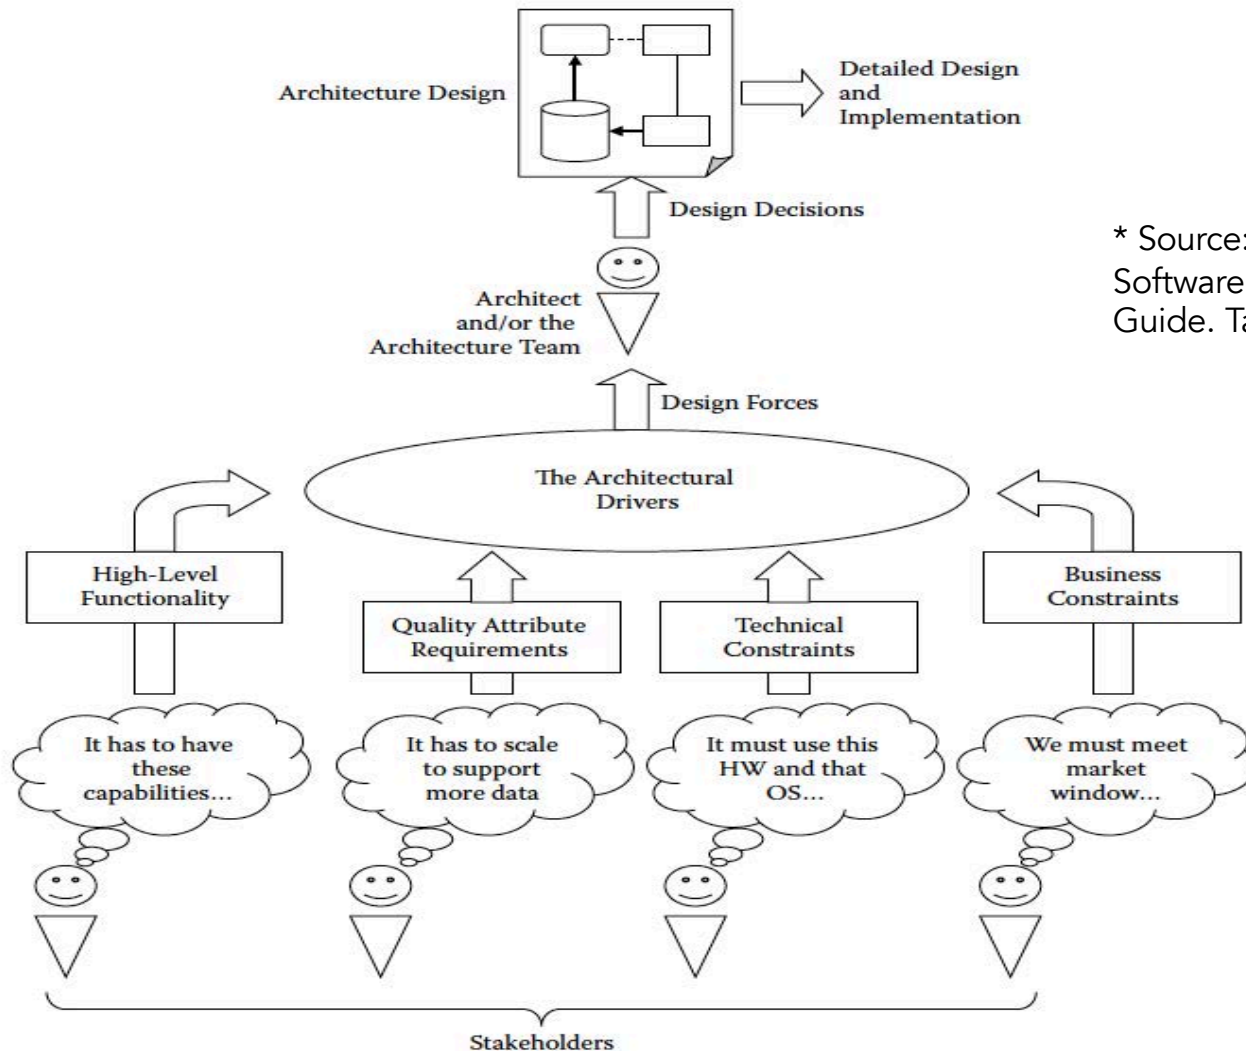 Architecture Design
Detailed Design
and
Implementation
Design Decisions
* Source:
Software
Guide. Ta
Architect
and/or the
Architecture Team
Design Forces
The Architectural
Drivers
High-Level
Functionality
Quality Attribute
Requirements
Technical
Constraints
Business
Constraints
It has to have
these
capabilities...
It has to scale
to support
more data
It must use this
HW and that
OS...
We must meet
market
window...
Stakeholders